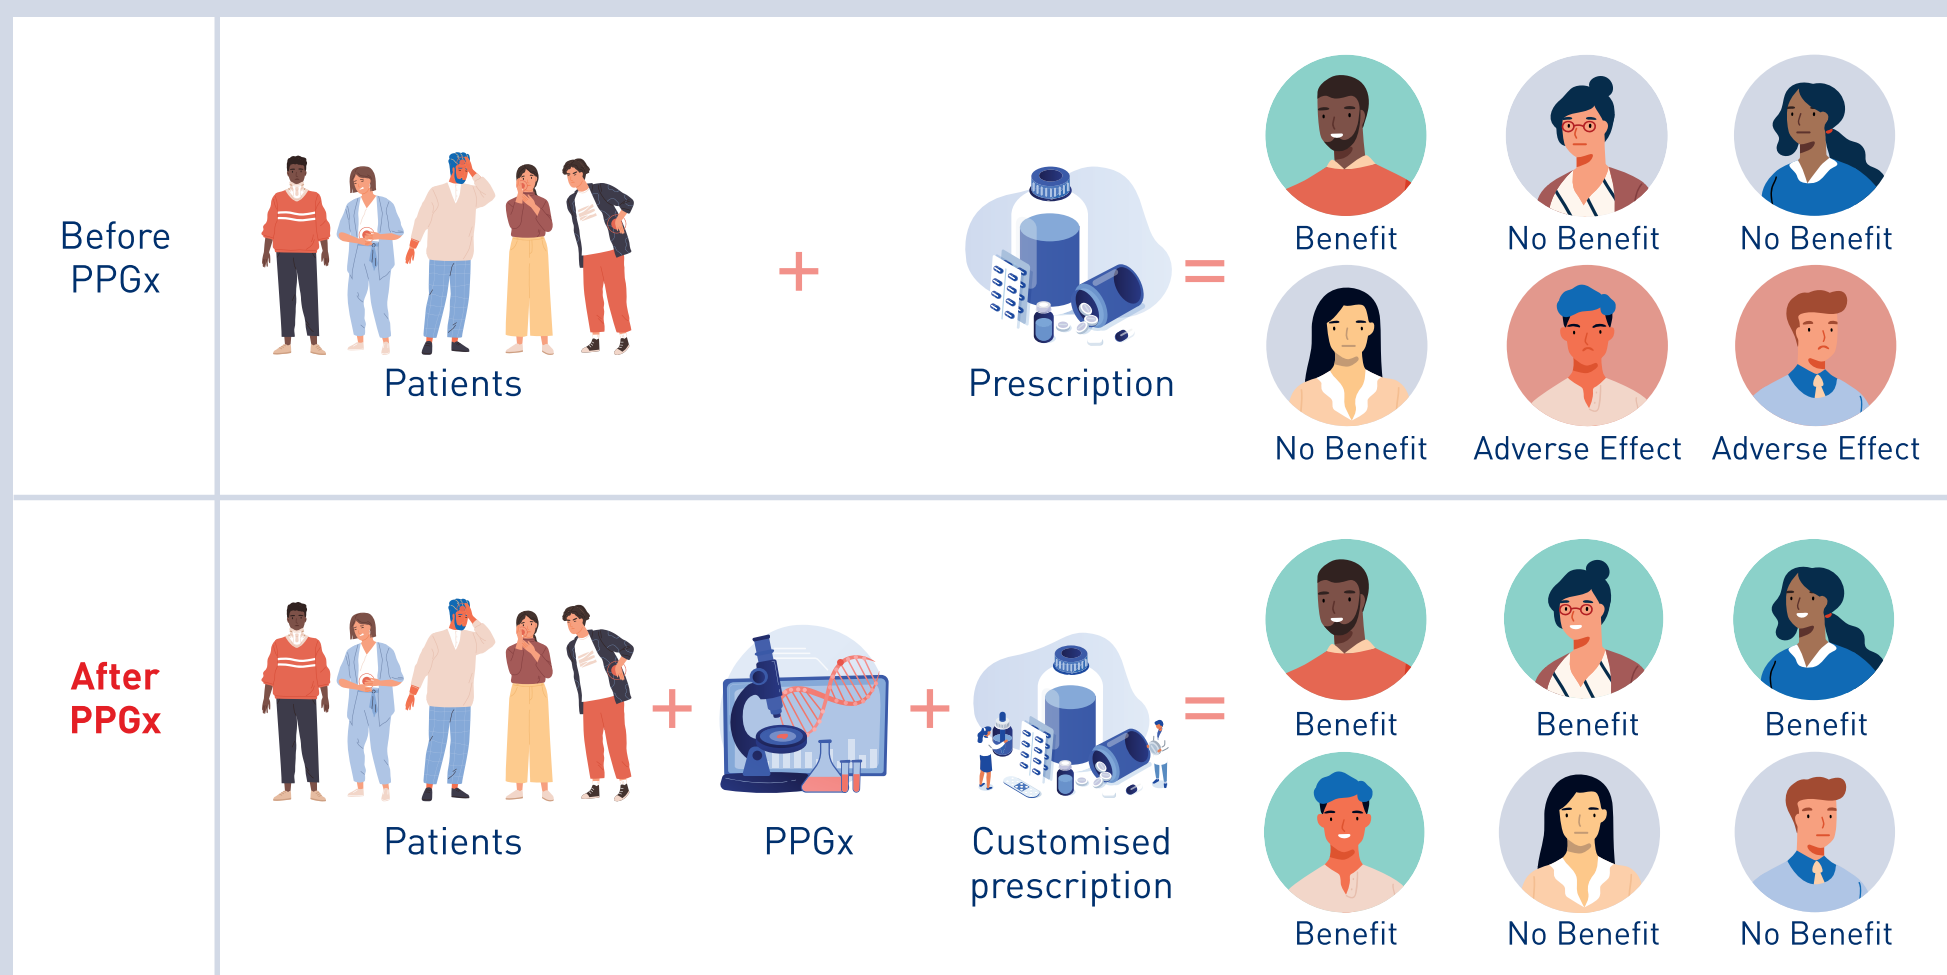 Before
PPGx
Patients
+
Prescription
=
Benefit
No Benefit
No Benefit
No Benefit
Adverse Effect
Adverse Effect
After
PPGx
Patients
+
PPGx
+
Customised
prescription
=
Benefit
Benefit
Benefit
Benefit
No Benefit
No Benefit